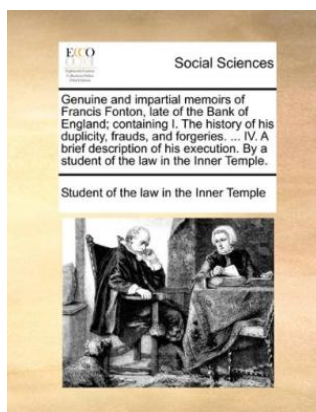 ECCO
Social Sciences
Genuine and impartial memoirs of
Francis Fonton, late of the Bank of
England; containing I. The history of his
duplicity, frauds, and forgeries. ... IV. A
brief description of his execution. By a
student of the law in the Inner Temple.
Student of the law in the Inner Temple